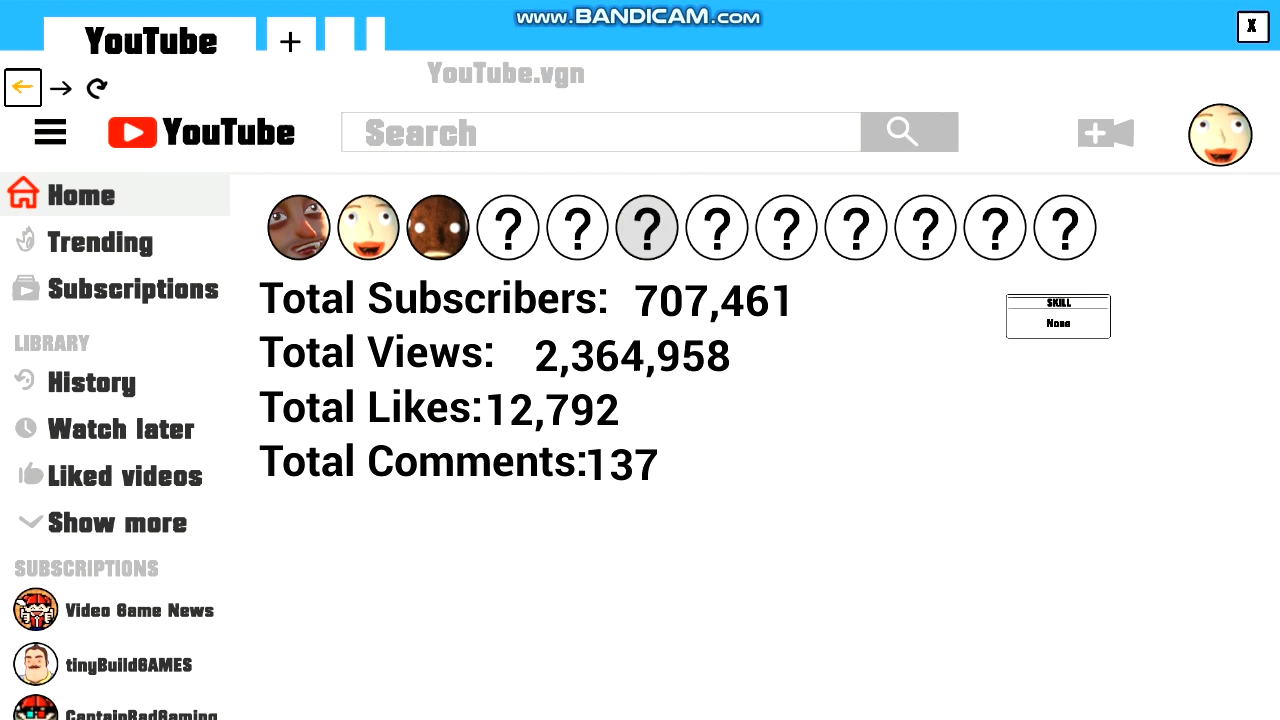 www.BANDICAM.com
YouTube
+
X
YouTube.vgn
YouTube
Search
Home
Trending
Subscriptions
LIBRARY
History
Watch later
Liked videos
Show more
SUBSCRIPTIONS
Video Game News
tinyBuildGAMES
CaptainRadGaming
? ? ? ? ? ? ? ? ?
Total Subscribers: 707,461
Total Views: 2,364,958
Total Likes: 12,792
Total Comments: 137
SKILL
None